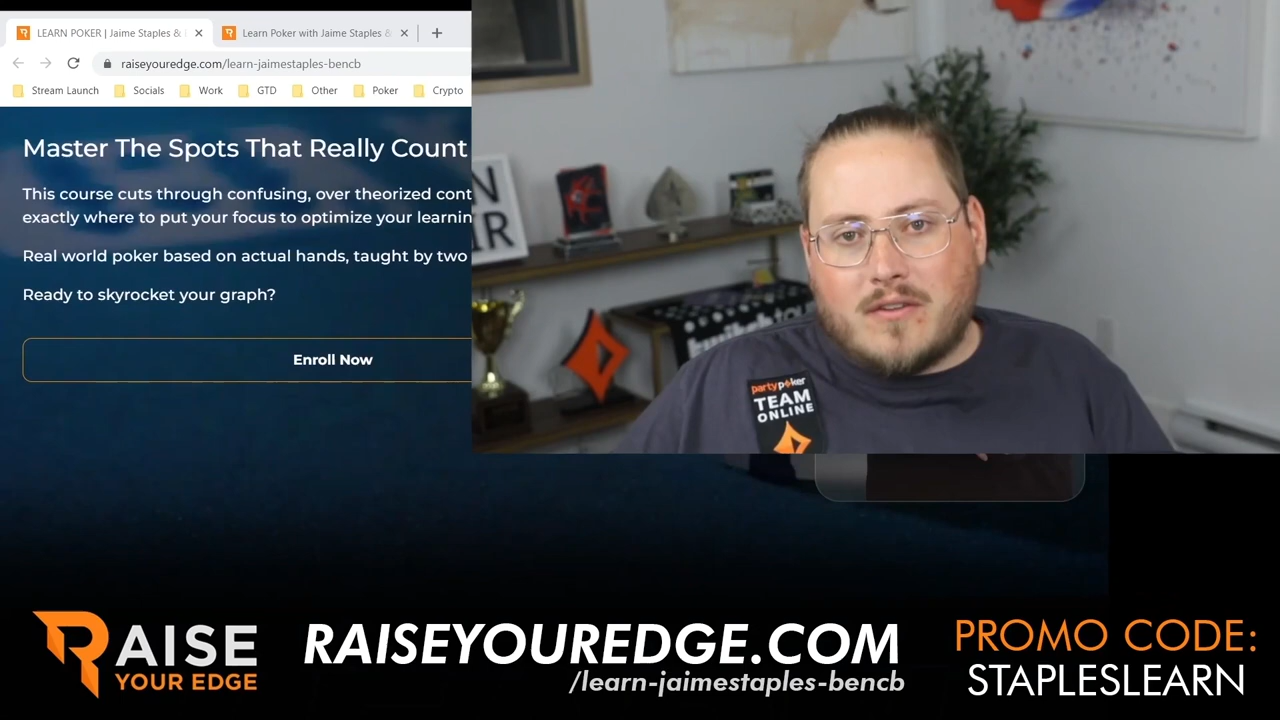 LEARN POKER | Jaime Staples &
Learn Poker with Jaime Staples &
raiseyouredge.com/learn-jaimestaples-bencb
Stream Launch
Socials
Work
GTD
Other
Poker
Crypto
Master The Spots That Really Count
This course cuts through confusing, over theorized cont
exactly where to put your focus to optimize your learnin
Real world poker based on actual hands, taught by two
Ready to skyrocket your graph?
Enroll Now
N
IR
twitch
partypoker
TEAM
ONLINE
RAISE
YOUR EDGE
RAISEYOUREDGE.COM
/learn-jaimestaples-bencb
PROMO CODE:
STAPLESLEARN